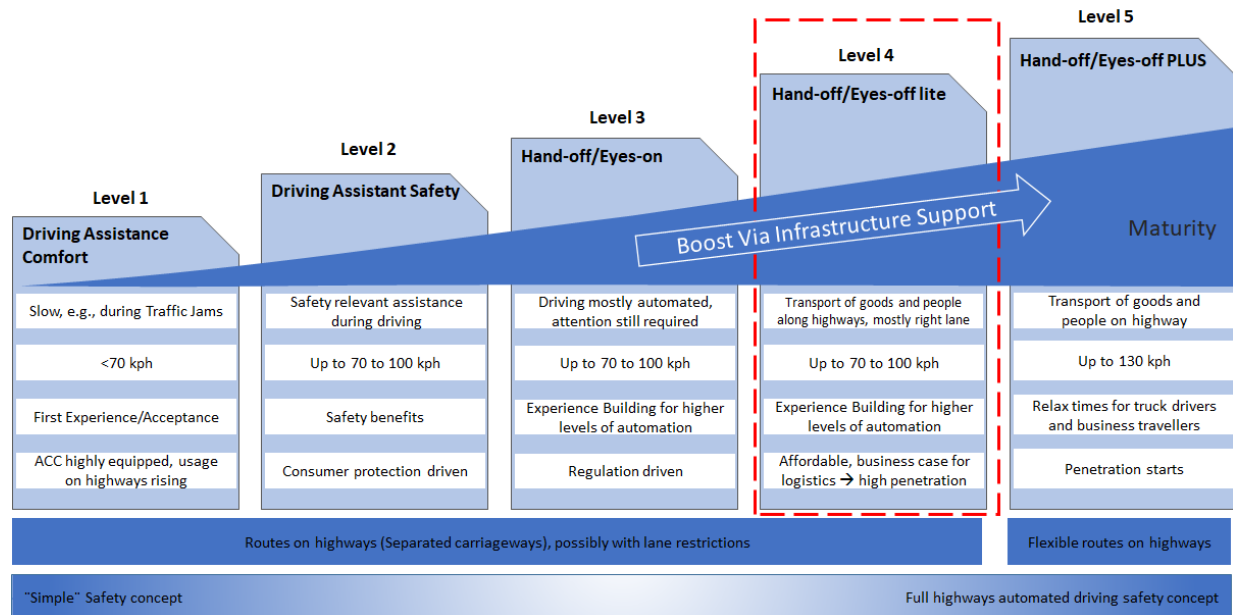 Level 1
Driving Assistance
Comfort
Slow, e.g., during Traffic Jams
<70 kph
First Experience/Acceptance
ACC highly equipped, usage
on highways rising
Level 2
Driving Assistant Safety
Safety relevant assistance
during driving
Up to 70 to 100 kph
Safety benefits
Consumer protection driven
Level 3
Hand-off/Eyes-on
Driving mostly automated,
attention still required
Up to 70 to 100 kph
Experience Building for higher
levels of automation
Regulation driven
Level 4
Hand-off/Eyes-off lite
Transport of goods and people
along highways, mostly right lane
Up to 70 to 100 kph
Experience Building for higher
levels of automation
Affordable, business case for
logistics → high penetration
Level 5
Hand-off/Eyes-off PLUS
Transport of goods and
people on highway
Up to 130 kph
Relax times for truck drivers
and business travellers
Penetration starts
Boost Via Infrastructure Support
Maturity
Routes on highways (Separated carriageways), possibly with lane restrictions
Flexible routes on highways
"Simple" Safety concept
Full highways automated driving safety concept